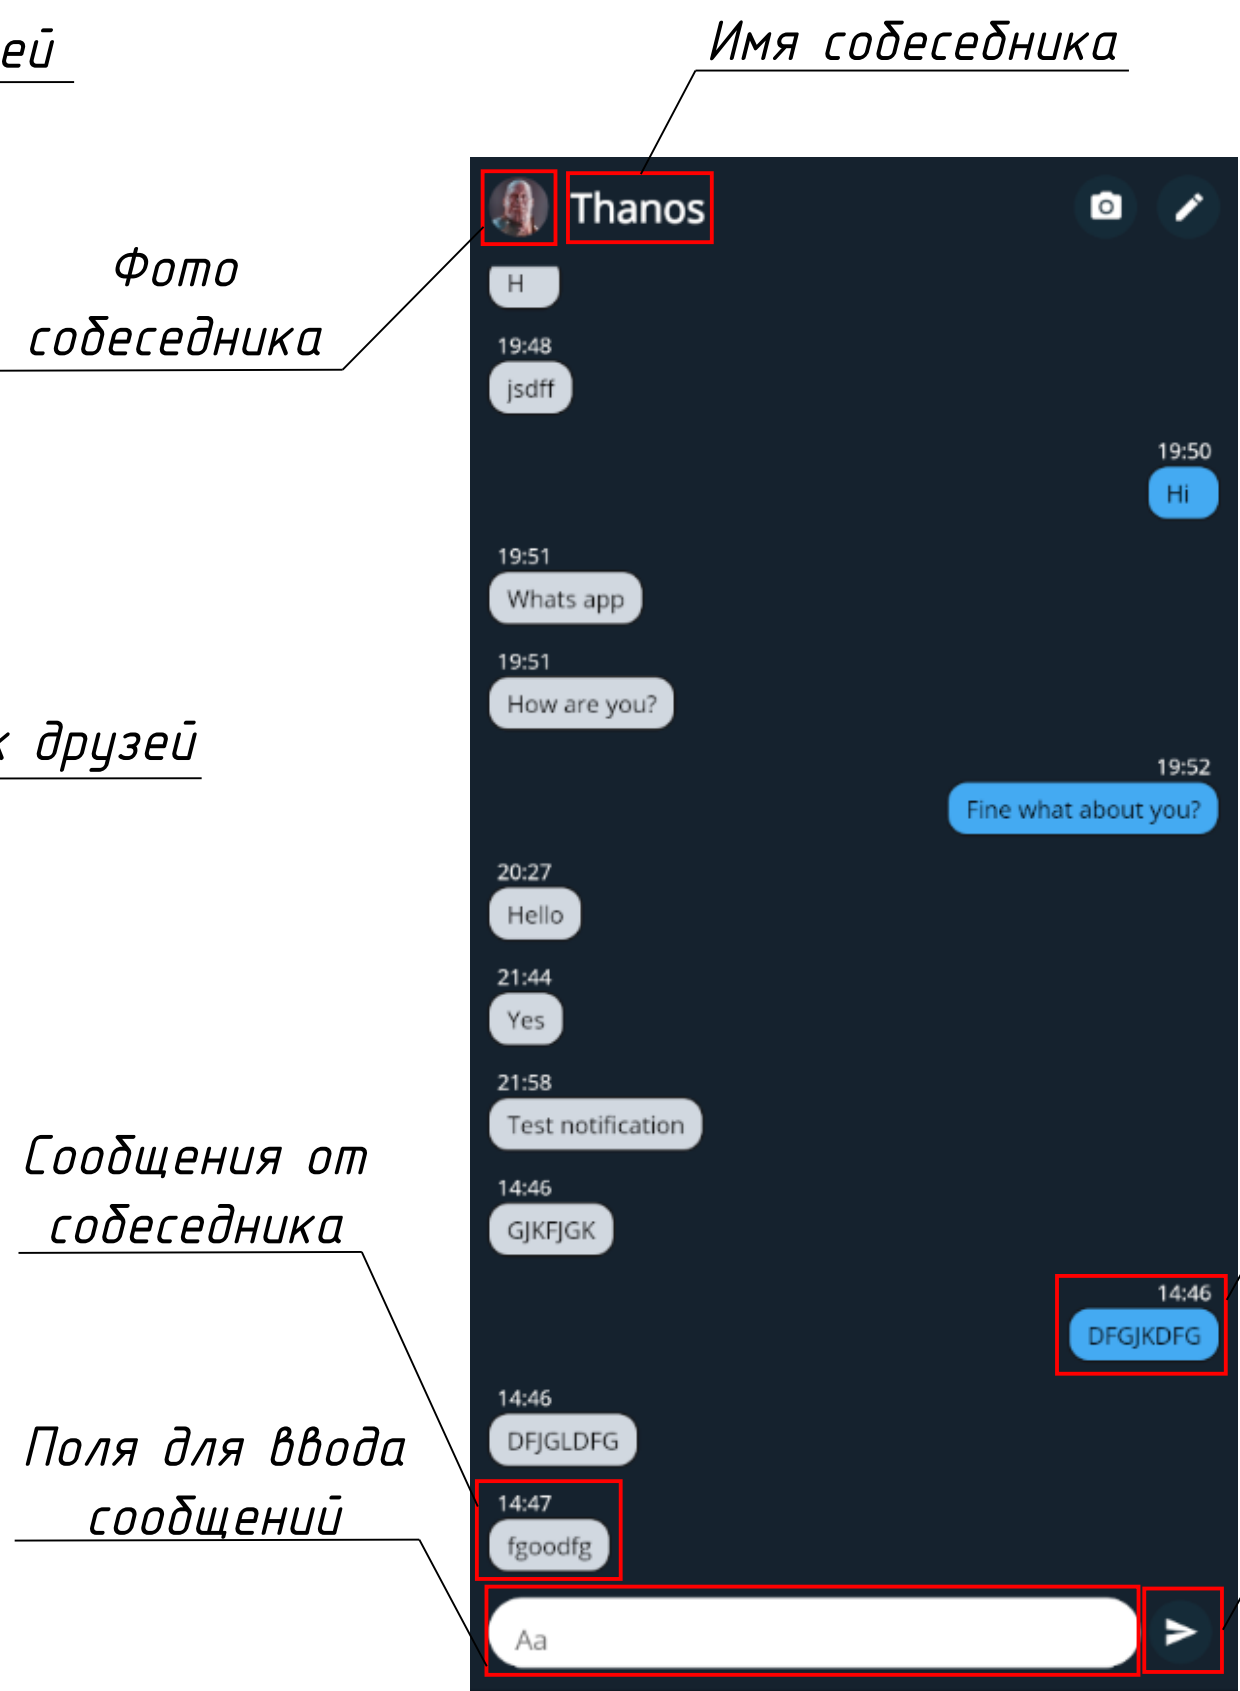 ей
Имя собесебника
Thanos
Фото
собеседника
H
19:48
jsdff
19:50
Hi
19:51
Whats app
19:51
How are you?
к друзей
19:52
Fine what about you?
20:27
Hello
21:44
Yes
21:58
Test notification
Сообщения от
собеседника
14:46
GJKFJGK
14:46
DFGJKDFG
14:46
DFJGLDFG
Поля для ввода
сообщений
14:47
fgoodfg
Aa